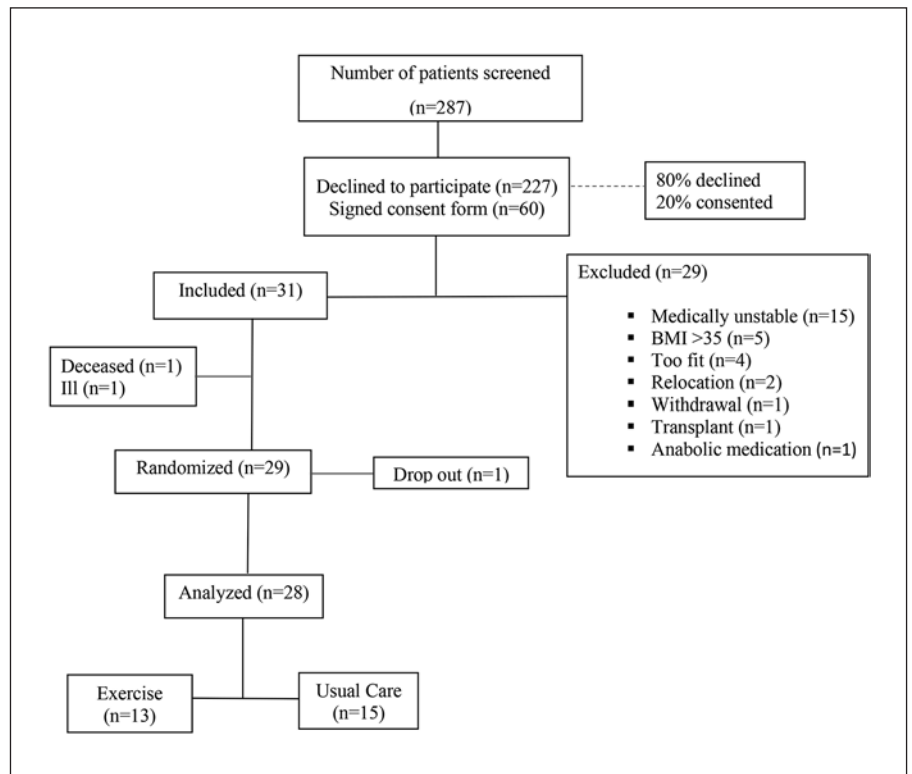 Number of patients screened
(n=287)
Declined to participate (n=227)
Signed consent form (n=60)
80% declined
20% consented
Included (n=31)
Excluded (n=29)
▪ Medically unstable (n=15)
▪ BMI >35 (n=5)
▪ Too fit (n=4)
▪ Relocation (n=2)
▪ Withdrawal (n=1)
▪ Transplant (n=1)
▪ Anabolic medication (n=1)
Deceased (n=1)
Ill (n=1)
Randomized (n=29)
Drop out (n=1)
Analyzed (n=28)
Exercise
(n=13)
Usual Care
(n=15)